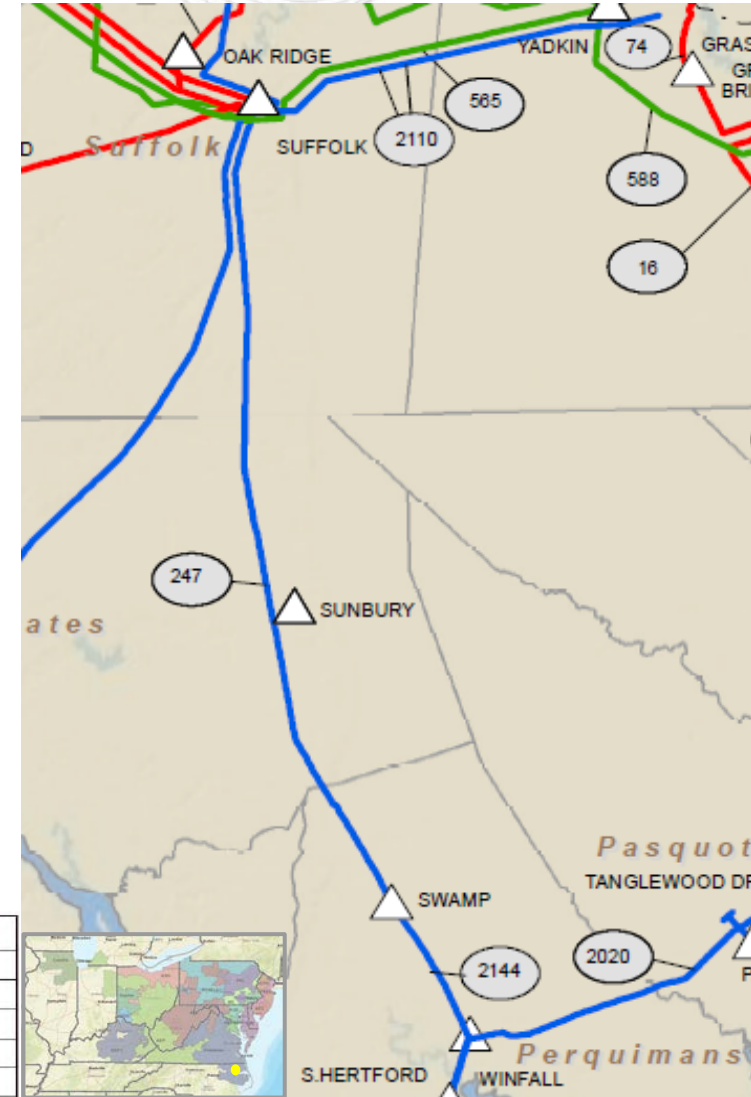 OAK RIDGE
YADKIN
74
GRAS
GR
BRI
565
D
Suffolk
SUFFOLK
2110
588
16
247
SUNBURY
ates
Pasquot
TANGLEWOOD DR
SWAMP
2144
2020
P
Perquimans
S.HERTFORD
WINFALL